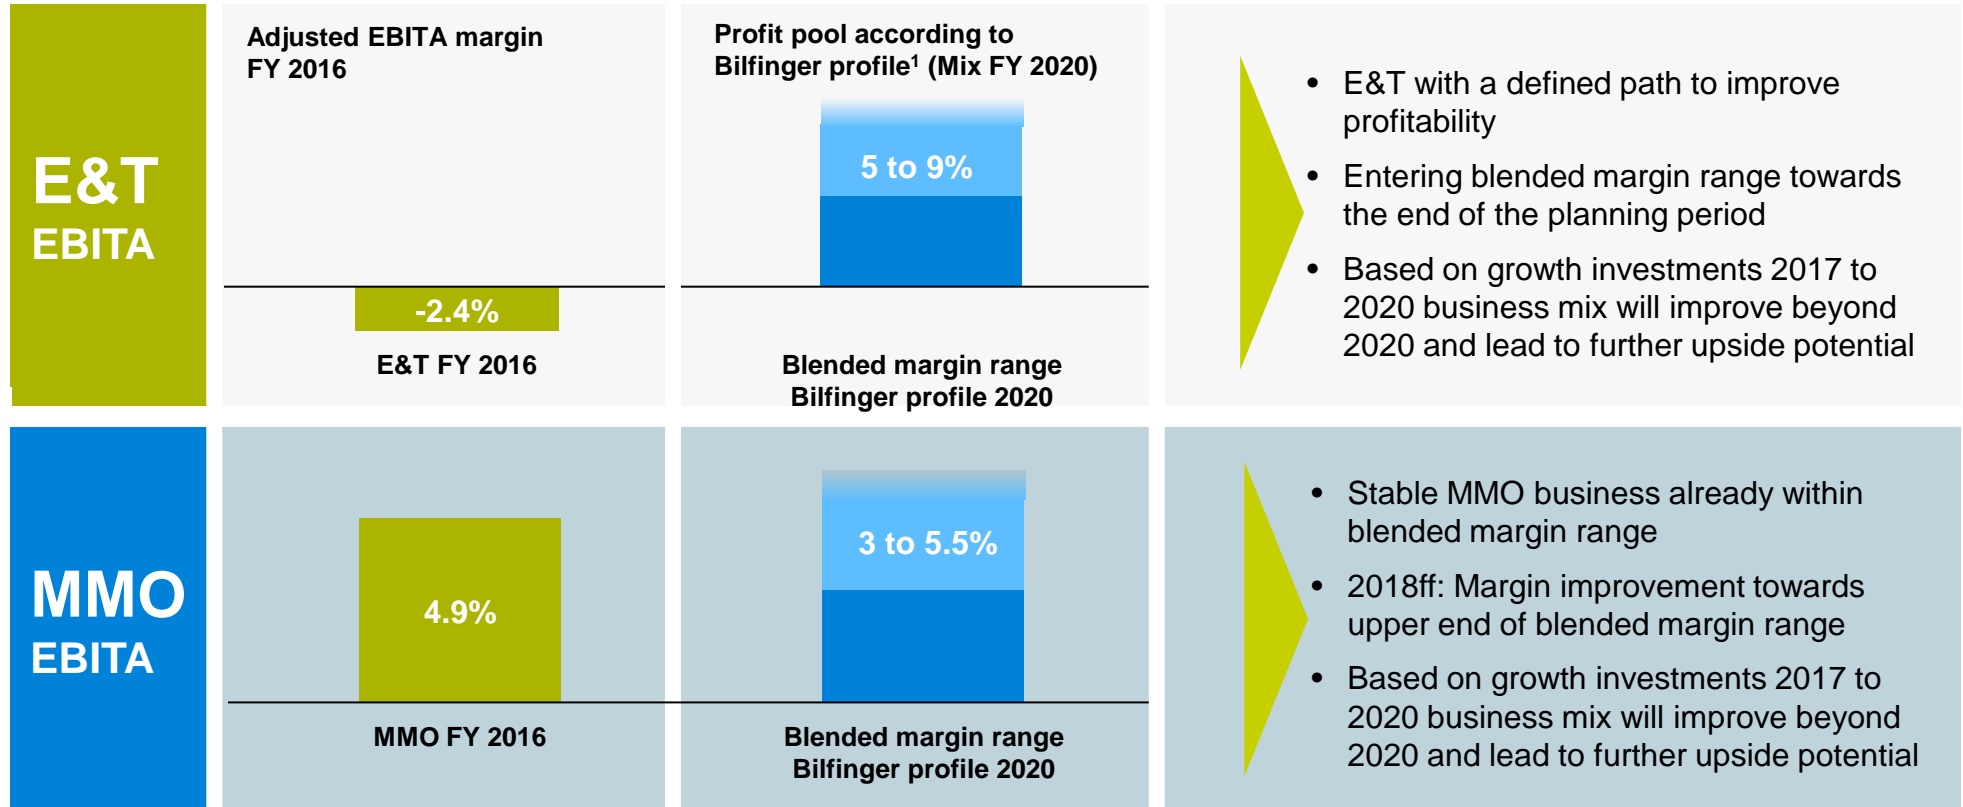 E&T
EBITA
Adjusted EBITA margin
FY 2016
-2.4%
E&T FY 2016
Profit pool according to
Bilfinger profile¹ (Mix FY 2020)
5 to 9%
Blended margin range
Bilfinger profile 2020
• E&T with a defined path to improve
profitability
• Entering blended margin range towards
the end of the planning period
• Based on growth investments 2017 to
2020 business mix will improve beyond
2020 and lead to further upside potential
MMO
EBITA
4.9%
MMO FY 2016
3 to 5.5%
Blended margin range
Bilfinger profile 2020
• Stable MMO business already within
blended margin range
• 2018ff: Margin improvement towards
upper end of blended margin range
• Based on growth investments 2017 to
2020 business mix will improve beyond
2020 and lead to further upside potential